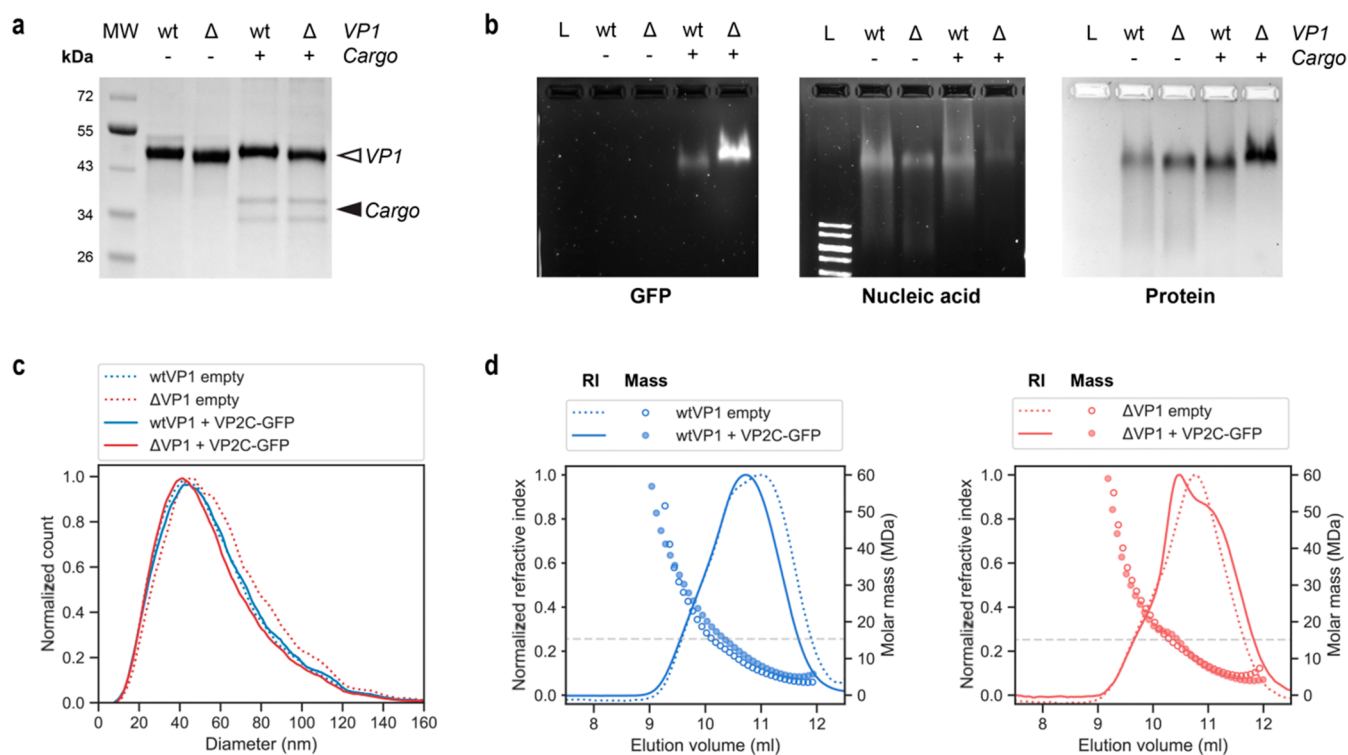 a
MW wt Δ wt Δ VP1
kDa - - + + Cargo
72
55
43
34
26
VP1
Cargo
b
L wt Δ wt Δ
- - + +
GFP
L wt Δ wt Δ
- - + +
Nucleic acid
L wt Δ wt Δ VP1
- - + + Cargo
Protein
c
wtVP1 empty
ΔVP1 empty
wtVP1 + VP2C-GFP
ΔVP1 + VP2C-GFP
Normalized count
1.0
0.8
0.6
0.4
0.2
0.0
0 20 40 60 80 100 120 140 160
Diameter (nm)
d
RI Mass
wtVP1 empty
wtVP1 + VP2C-GFP
Normalized refractive index
1.0
0.8
0.6
0.4
0.2
0.0
60
50
40
30
20
10
0
Molar mass (MDa)
8 9 10 11 12
Elution volume (ml)
RI Mass
ΔVP1 empty
ΔVP1 + VP2C-GFP
Normalized refractive index
1.0
0.8
0.6
0.4
0.2
0.0
60
50
40
30
20
10
0
Molar mass (MDa)
8 9 10 11 12
Elution volume (ml)